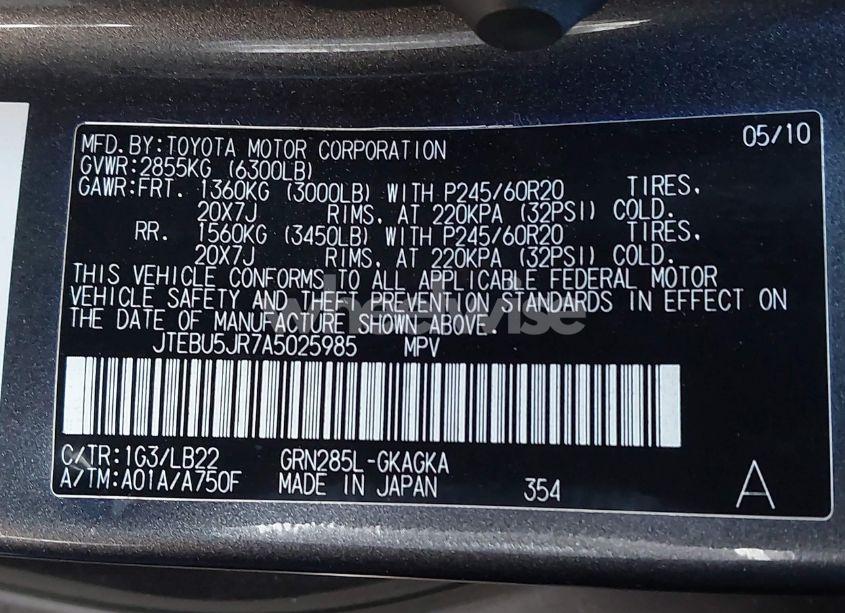 MFD.BY:TOYOTA MOTOR CORPORATION 05/10
GVWR:2855KG (6300LB)
GAWR:FRT. 1360KG (3000LB) WITH P245/60R20 TIRES.
20X7J RIMS. AT 220KPA (32PSI) COLD.
RR. 1560KG (3450LB) WITH P245/60R20 TIRES.
20X7J RIMS. AT 220KPA (32PSI) COLD.
THIS VEHICLE CONFORMS TO ALL APPLICABLE FEDERAL MOTOR
VEHICLE SAFETY AND THEFT PREVENTION STANDARDS IN EFFECT ON
THE DATE OF MANUFACTURE SHOWN ABOVE.
wheelwise
JTEBU5JR7A5025985 MPV
C/TR:1G3/LB22 GRN285L-GKAGKA
A/TM:A01A/A750F MADE IN JAPAN 354 A